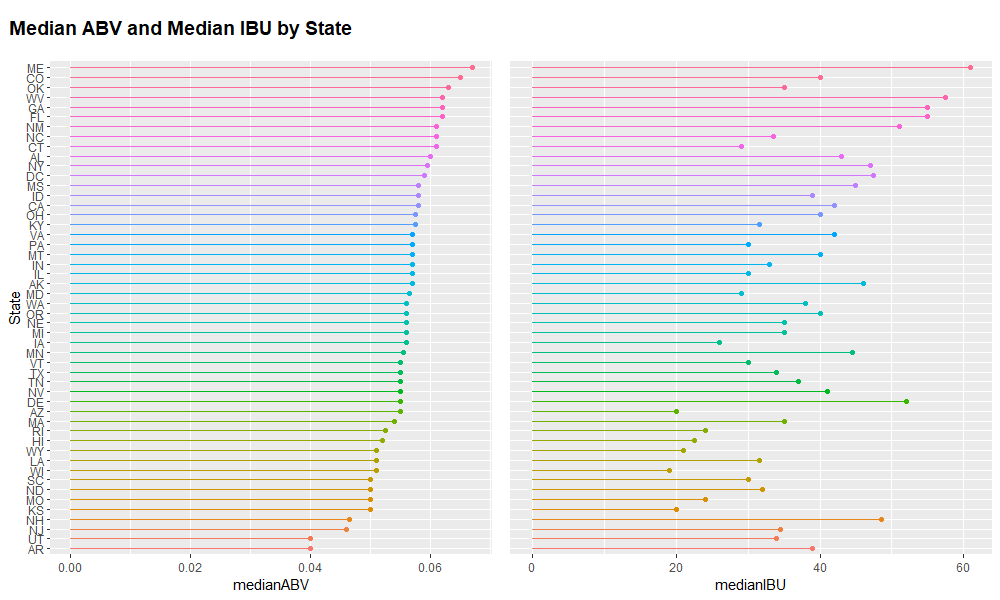 Median ABV and Median IBU by State
State
ME
CO
OK
WV
GA
FL
NM
NC
CT
AL
NY
DC
MS
ID
CA
OH
KY
VA
PA
MT
IN
IL
AK
MD
WA
OR
NE
MI
IA
MN
VT
TX
TN
NV
DE
AZ
MA
RI
HI
WY
LA
WI
SC
ND
MO
KS
NH
NJ
UT
AR
0.00 0.02 0.04 0.06
medianABV
0 20 40 60
medianIBU